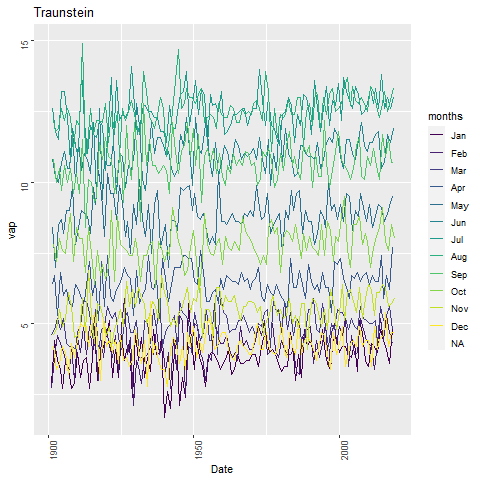 Traunstein
15
10
5
vap
1900
1950
2000
Date
months
Jan
Feb
Mar
Apr
May
Jun
Jul
Aug
Sep
Oct
Nov
Dec
NA